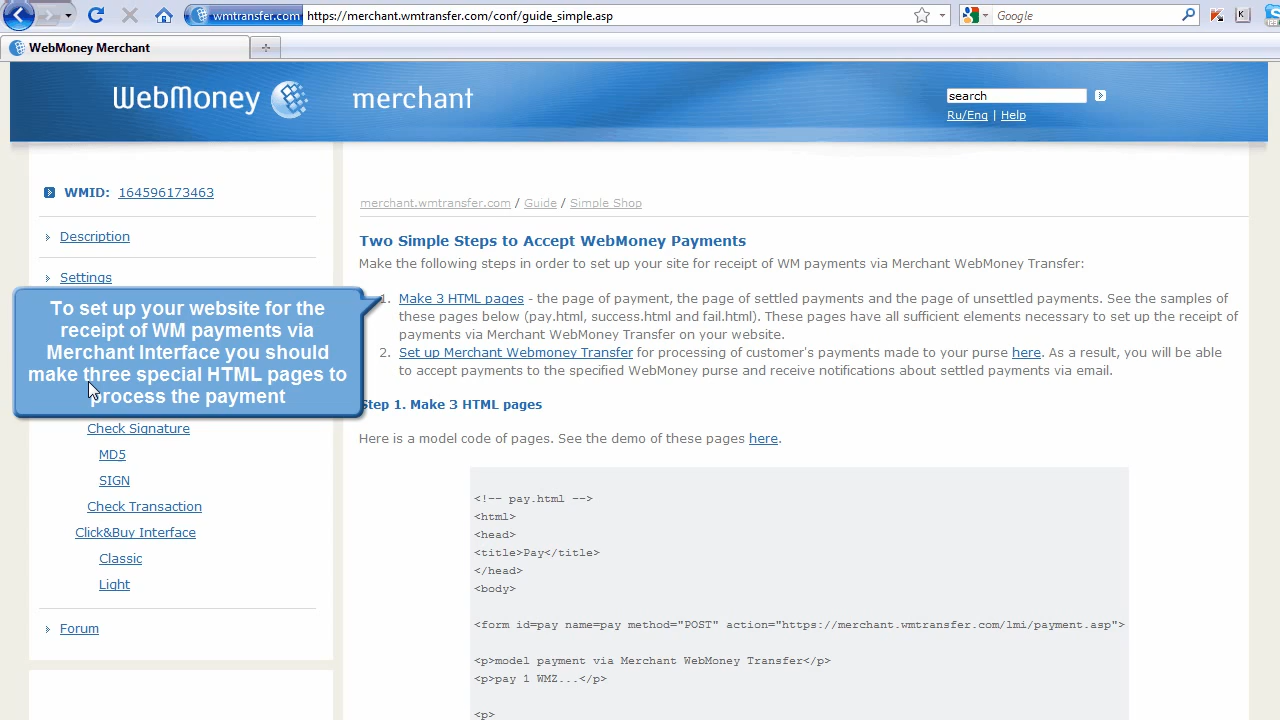 wmtransfer.com https://merchant.wmtransfer.com/conf/guide_simple.asp Google
WebMoney Merchant
WebMoney merchant
search
Ru/Eng | Help
WMID: 164596173463
Description
Settings
To set up your website for the
receipt of WM payments via
Merchant Interface you should
make three special HTML pages to
process the payment
Check Signature
MD5
SIGN
Check Transaction
Click&Buy Interface
Classic
Light
Forum
merchant.wmtransfer.com / Guide / Simple Shop
Two Simple Steps to Accept WebMoney Payments
Make the following steps in order to set up your site for receipt of WM payments via Merchant WebMoney Transfer:
1. Make 3 HTML pages - the page of payment, the page of settled payments and the page of unsettled payments. See the samples of
these pages below (pay.html, success.html and fail.html). These pages have all sufficient elements necessary to set up the receipt of
payments via Merchant WebMoney Transfer on your website.
2. Set up Merchant Webmoney Transfer for processing of customer's payments made to your purse here. As a result, you will be able
to accept payments to the specified WebMoney purse and receive notifications about settled payments via email.
Step 1. Make 3 HTML pages
Here is a model code of pages. See the demo of these pages here.
<!-- pay.html -->
<html>
<head>
<title>Pay</title>
</head>
<body>
<form id=pay name=pay method="POST" action="https://merchant.wmtransfer.com/lmi/payment.asp">
<p>model payment via Merchant WebMoney Transfer</p>
<p>pay 1 WMZ...</p>
<p>